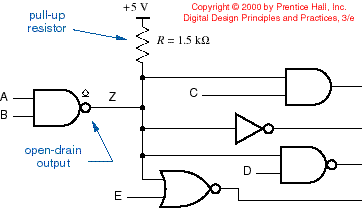 +5 V
Copyright © 2000 by Prentice Hall, Inc.
Digital Design Principles and Practices, 3/e
pull-up
resistor
R = 1.5 kΩ
A
B
Z
C
open-drain
output
D
E